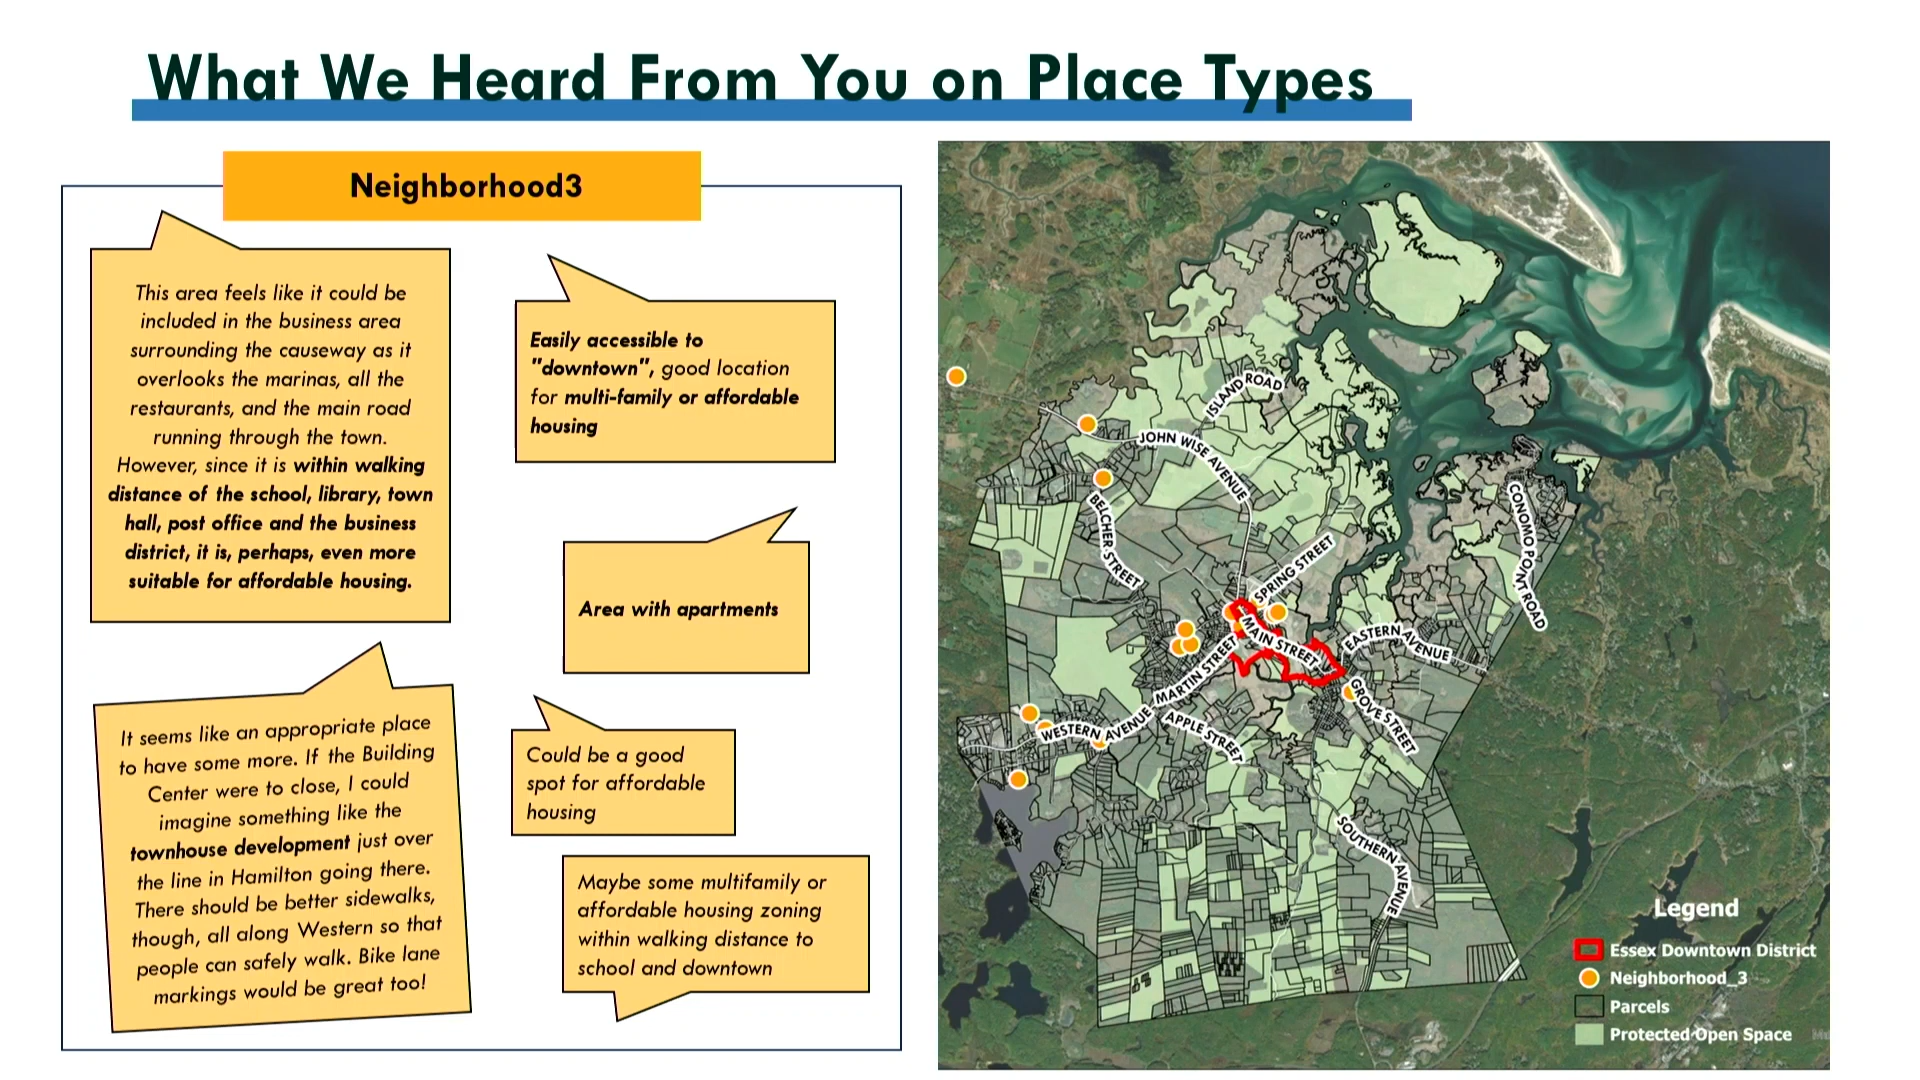 What We Heard From You on Place Types
Neighborhood3
This area feels like it could be
included in the business area
surrounding the causeway as it
overlooks the marinas, all the
restaurants, and the main road
running through the town.
However, since it is within walking
distance of the school, library, town
hall, post office and the business
district, it is, perhaps, even more
suitable for affordable housing.
Easily accessible to
"downtown", good location
for multi-family or affordable
housing
Area with apartments
It seems like an appropriate place
to have some more. If the Building
Center were to close, I could
imagine something like the
townhouse development just over
the line in Hamilton going there.
There should be better sidewalks,
though, all along Western so that
people can safely walk. Bike lane
markings would be great too!
Could be a good
spot for affordable
housing
Maybe some multifamily or
affordable housing zoning
within walking distance to
school and downtown
ISLAND ROAD
JOHN WISE AVENUE
BELCHER STREET
CONOMO POINT ROAD
SPRING STREET
MAIN STREET
EASTERN AVENUE
MARTIN STREET
GROVE STREET
WESTERN AVENUE
APPLE STREET
SOUTHERN AVENUE
Legend
Essex Downtown District
Neighborhood_3
Parcels
Protected Open Space